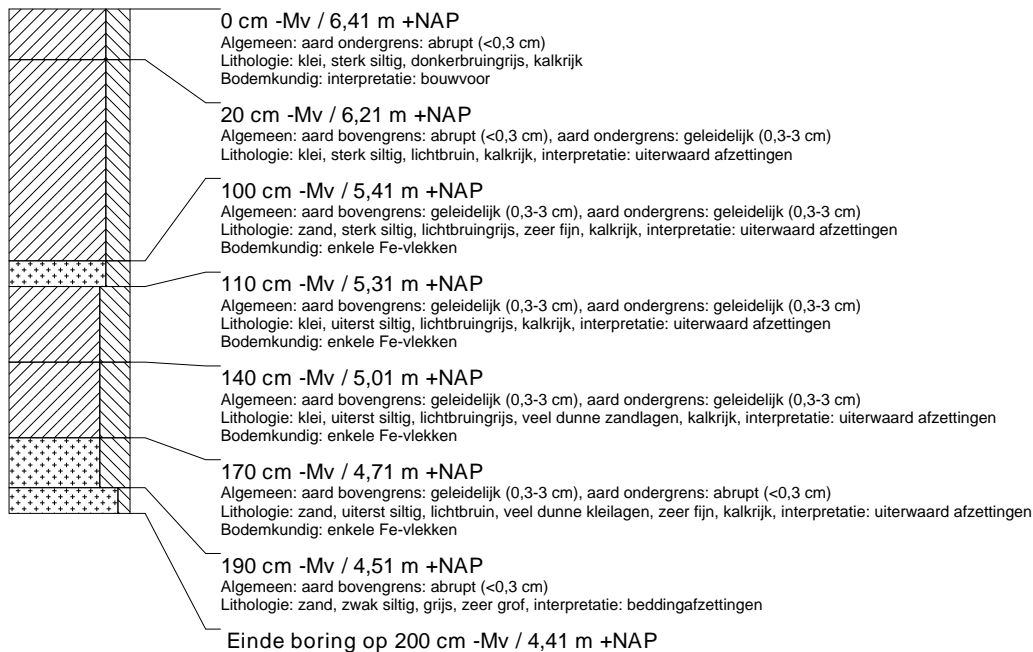 0 cm -Mv / 6,41 m +NAP
Algemeen: aard ondergrens: abrupt (<0,3 cm)
Lithologie: klei, sterk siltig, donkerbruingrijs, kalkrijk
Bodemkundig: interpretatie: bouwvoor
20 cm -Mv / 6,21 m +NAP
Algemeen: aard bovengrens: abrupt (<0,3 cm), aard ondergrens: geleidelijk (0,3-3 cm)
Lithologie: klei, sterk siltig, lichtbruin, kalkrijk, interpretatie: uiterwaard afzettingen
100 cm -Mv / 5,41 m +NAP
Algemeen: aard bovengrens: geleidelijk (0,3-3 cm), aard ondergrens: geleidelijk (0,3-3 cm)
Lithologie: zand, sterk siltig, lichtbruingrijs, zeer fijn, kalkrijk, interpretatie: uiterwaard afzettingen
Bodemkundig: enkele Fe-vlekken
110 cm -Mv / 5,31 m +NAP
Algemeen: aard bovengrens: geleidelijk (0,3-3 cm), aard ondergrens: geleidelijk (0,3-3 cm)
Lithologie: klei, uiterst siltig, lichtbruingrijs, kalkrijk, interpretatie: uiterwaard afzettingen
Bodemkundig: enkele Fe-vlekken
140 cm -Mv / 5,01 m +NAP
Algemeen: aard bovengrens: geleidelijk (0,3-3 cm), aard ondergrens: geleidelijk (0,3-3 cm)
Lithologie: klei, uiterst siltig, lichtbruingrijs, veel dunne zandlagen, kalkrijk, interpretatie: uiterwaard afzettingen
Bodemkundig: enkele Fe-vlekken
170 cm -Mv / 4,71 m +NAP
Algemeen: aard bovengrens: geleidelijk (0,3-3 cm), aard ondergrens: abrupt (<0,3 cm)
Lithologie: zand, uiterst siltig, lichtbruin, veel dunne kleilagen, zeer fijn, kalkrijk, interpretatie: uiterwaard afzettingen
Bodemkundig: enkele Fe-vlekken
190 cm -Mv / 4,51 m +NAP
Algemeen: aard bovengrens: abrupt (<0,3 cm)
Lithologie: zand, zwak siltig, grijs, zeer grof, interpretatie: beddingafzettingen
Einde boring op 200 cm -Mv / 4,41 m +NAP